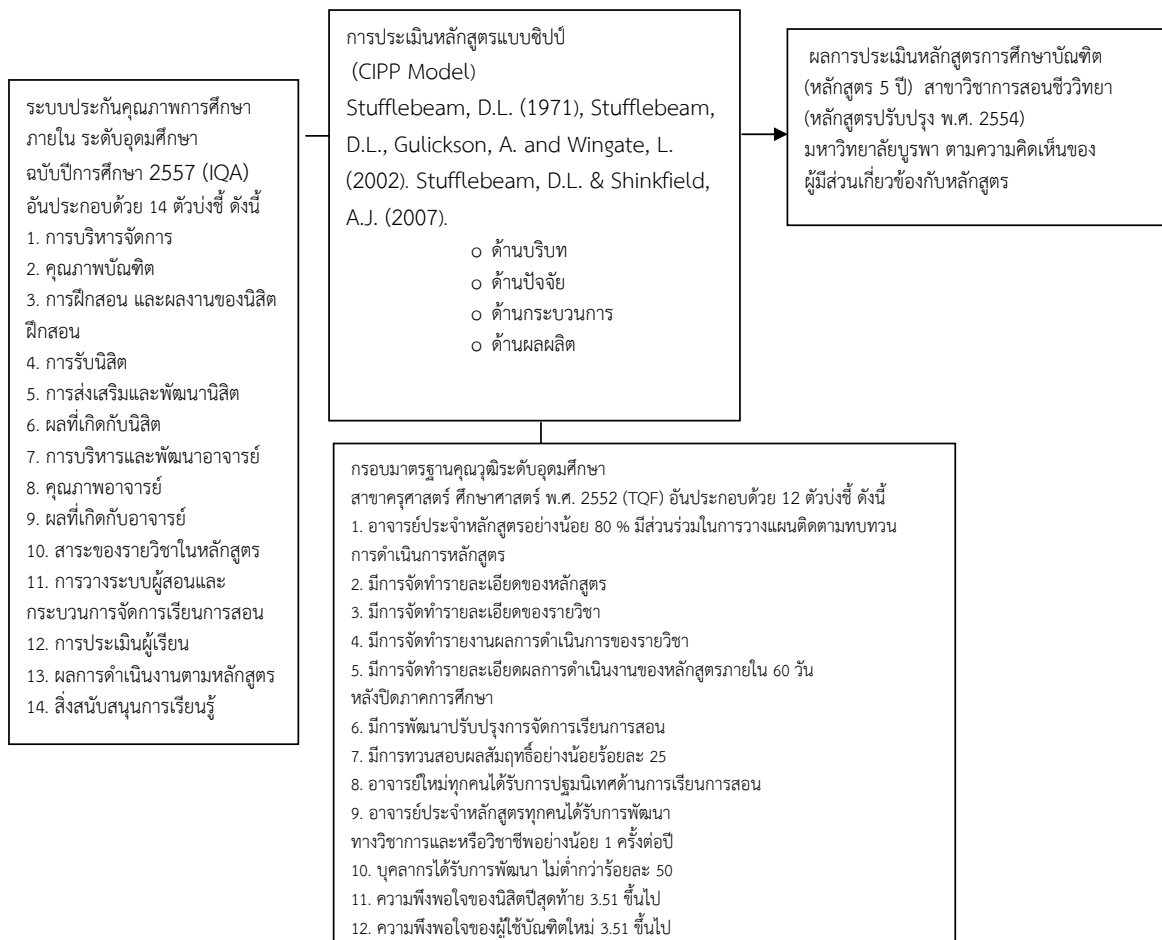 ระบบประกันคุณภาพการศึกษา
ภายใน ระดับอุดมศึกษา
ฉบับปีการศึกษา 2557 (IQA)
อันประกอบด้วย 14 ตัวบ่งชี้ ดังนี้
1. การบริหารจัดการ
2. คุณภาพบัณฑิต
3. การฝึกสอน และผลงานของนิสิต
ฝึกสอน
4. การรับนิสิต
5. การส่งเสริมและพัฒนานิสิต
6. ผลที่เกิดกับนิสิต
7. การบริหารและพัฒนาอาจารย์
8. คุณภาพอาจารย์
9. ผลที่เกิดกับอาจารย์
10. สาระของรายวิชาในหลักสูตร
11. การวางระบบผู้สอนและ
กระบวนการจัดการเรียนการสอน
12. การประเมินผู้เรียน
13. ผลการดำเนินงานตามหลักสูตร
14. สิ่งสนับสนุนการเรียนรู้
การประเมินหลักสูตรแบบซิปป์
(CIPP Model)
Stufflebeam, D.L. (1971), Stufflebeam,
D.L., Gulickson, A. and Wingate, L.
(2002). Stufflebeam, D.L. & Shinkfield,
A.J. (2007).
o ด้านบริบท
o ด้านปัจจัย
o ด้านกระบวนการ
o ด้านผลผลิต
ผลการประเมินหลักสูตรการศึกษาบัณฑิต
(หลักสูตร 5 ปี) สาขาวิชาการสอนชีววิทยา
(หลักสูตรปรับปรุง พ.ศ. 2554)
มหาวิทยาลัยบูรพา ตามความคิดเห็นของ
ผู้มีส่วนเกี่ยวข้องกับหลักสูตร
กรอบมาตรฐานคุณวุฒิระดับอุดมศึกษา
สาขาครุศาสตร์ ศึกษาศาสตร์ พ.ศ. 2552 (TQF) อันประกอบด้วย 12 ตัวบ่งชี้ ดังนี้
1. อาจารย์ประจำหลักสูตรอย่างน้อย 80 % มีส่วนร่วมในการวางแผนติดตามทบทวน
การดำเนินการหลักสูตร
2. มีการจัดทำรายละเอียดของหลักสูตร
3. มีการจัดทำรายละเอียดของรายวิชา
4. มีการจัดทำรายงานผลการดำเนินการของรายวิชา
5. มีการจัดทำรายละเอียดผลการดำเนินงานของหลักสูตรภายใน 60 วัน
หลังปิดภาคการศึกษา
6. มีการพัฒนาปรับปรุงการจัดการเรียนการสอน
7. มีการทวนสอบผลสัมฤทธิ์อย่างน้อยร้อยละ 25
8. อาจารย์ใหม่ทุกคนได้รับการปฐมนิเทศด้านการเรียนการสอน
9. อาจารย์ประจำหลักสูตรทุกคนได้รับการพัฒนา
ทางวิชาการและหรือวิชาชีพอย่างน้อย 1 ครั้งต่อปี
10. บุคลากรได้รับการพัฒนา ไม่ต่ำกว่าร้อยละ 50
11. ความพึงพอใจของนิสิตปีสุดท้าย 3.51 ขึ้นไป
12. ความพึงพอใจของผู้ใช้บัณฑิตใหม่ 3.51 ขึ้นไป